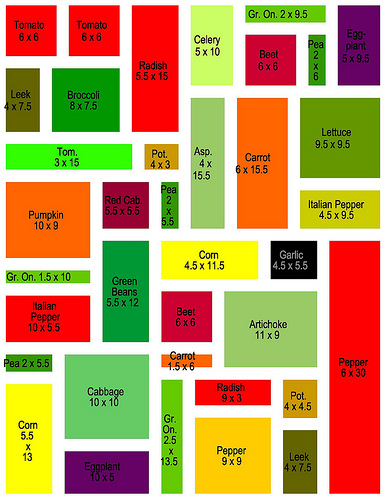 Tomato
6 x 6
Tomato
6 x 6
Radish
5.5 x 15
Celery
5 x 10
Gr. On. 2 x 9.5
Egg-
plant
5 x 9.5
Beet
6 x 6
Pea
2
x
6
Leek
4 x 7.5
Broccoli
8 x 7.5
Asp.
4 x
15.5
Carrot
6 x 15.5
Lettuce
9.5 x 9.5
Tom.
3 x 15
Pot.
4 x 3
Pumpkin
10 x 9
Red Cab.
5.5 x 5.5
Pea
2
x
5.5
Italian Pepper
4.5 x 9.5
Gr. On. 1.5 x 10
Green
Beans
5.5 x 12
Corn
4.5 x 11.5
Garlic
4.5 x 5.5
Italian
Pepper
10 x 5.5
Beet
6 x 6
Artichoke
11 x 9
Pepper
6 x 30
Pea 2 x 5.5
Cabbage
10 x 10
Carrot
1.5 x 6
Corn
5.5
x
13
Gr.
On.
2.5
x
13.5
Radish
9 x 3
Pot.
4 x 4.5
Pepper
9 x 9
Leek
4 x 7.5
Eggplant
10 x 5